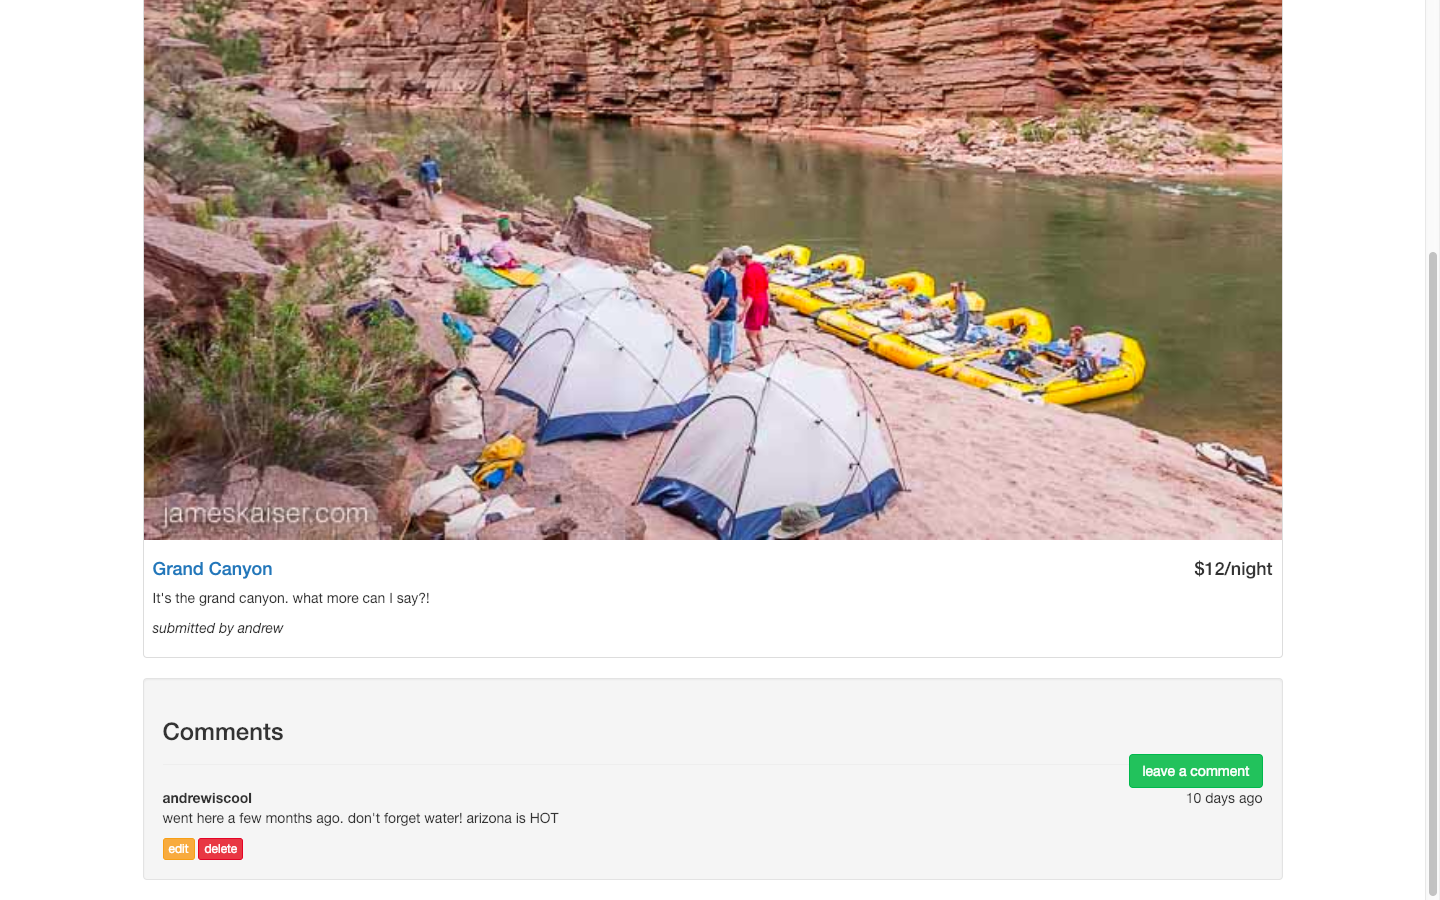 jameskaiser.com
Grand Canyon
$12/night
It's the grand canyon. what more can I say?!
submitted by andrew
Comments
leave a comment
andrewiscool
10 days ago
went here a few months ago. don't forget water! arizona is HOT
edit delete